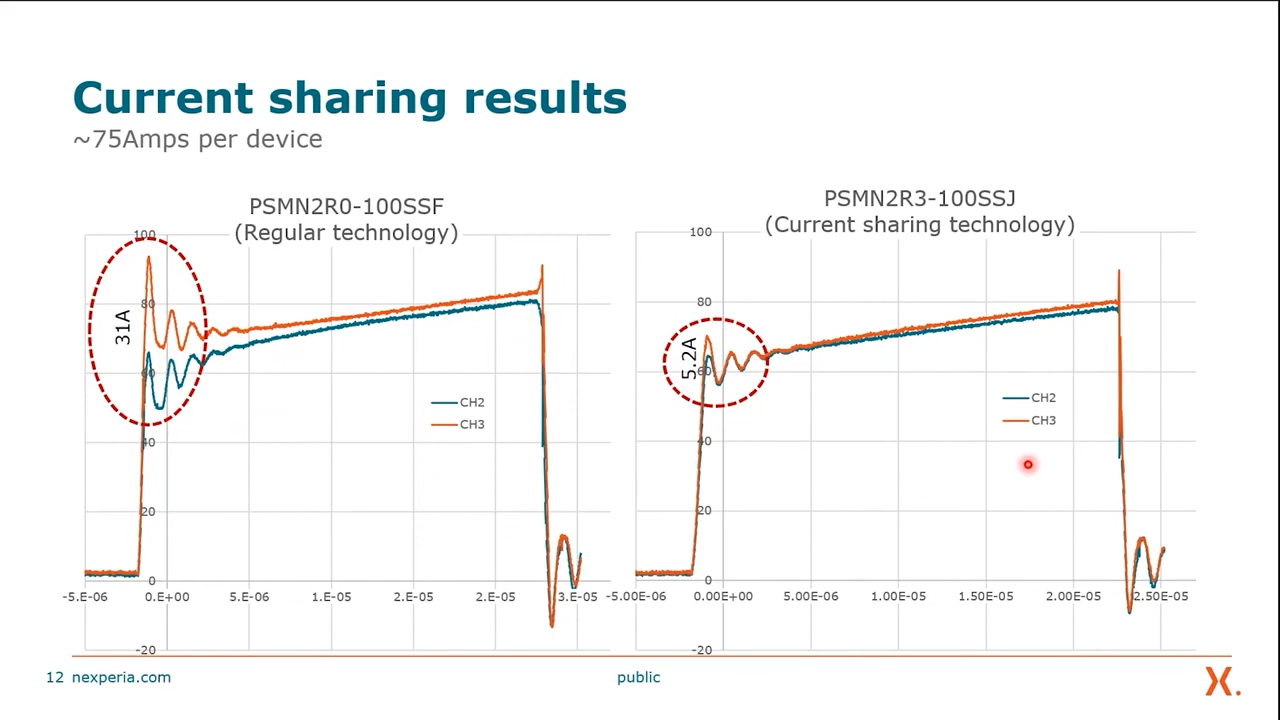 Current sharing results
~75Amps per device
PSMN2R0-100SSF
(Regular technology)
100
80
60
40
20
0
-20
31A
CH2
CH3
-5.E-06 0.E+00 5.E-06 1.E-05 2.E-05 2.E-05 3.E-05
PSMN2R3-100SSJ
(Current sharing technology)
100
80
60
40
20
0
-20
5.2A
CH2
CH3
-5.00E-06 0.00E+00 5.00E-06 1.00E-05 1.50E-05 2.00E-05 2.50E-05
12 nexperia.com
public